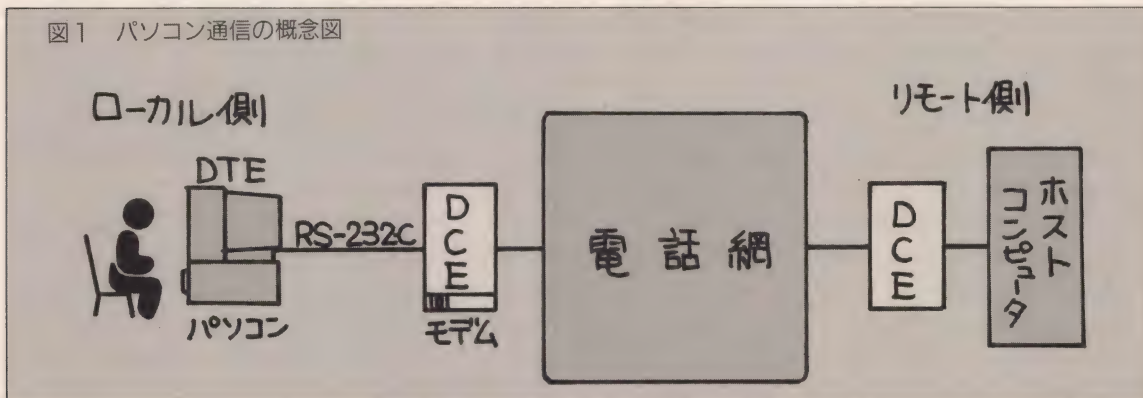 図1 パソコン通信の概念図
ローカル側
リモート側
DTE
RS-232C
DCE
電話網
DCE
ホスト
コンピュータ
パソコン
モデム